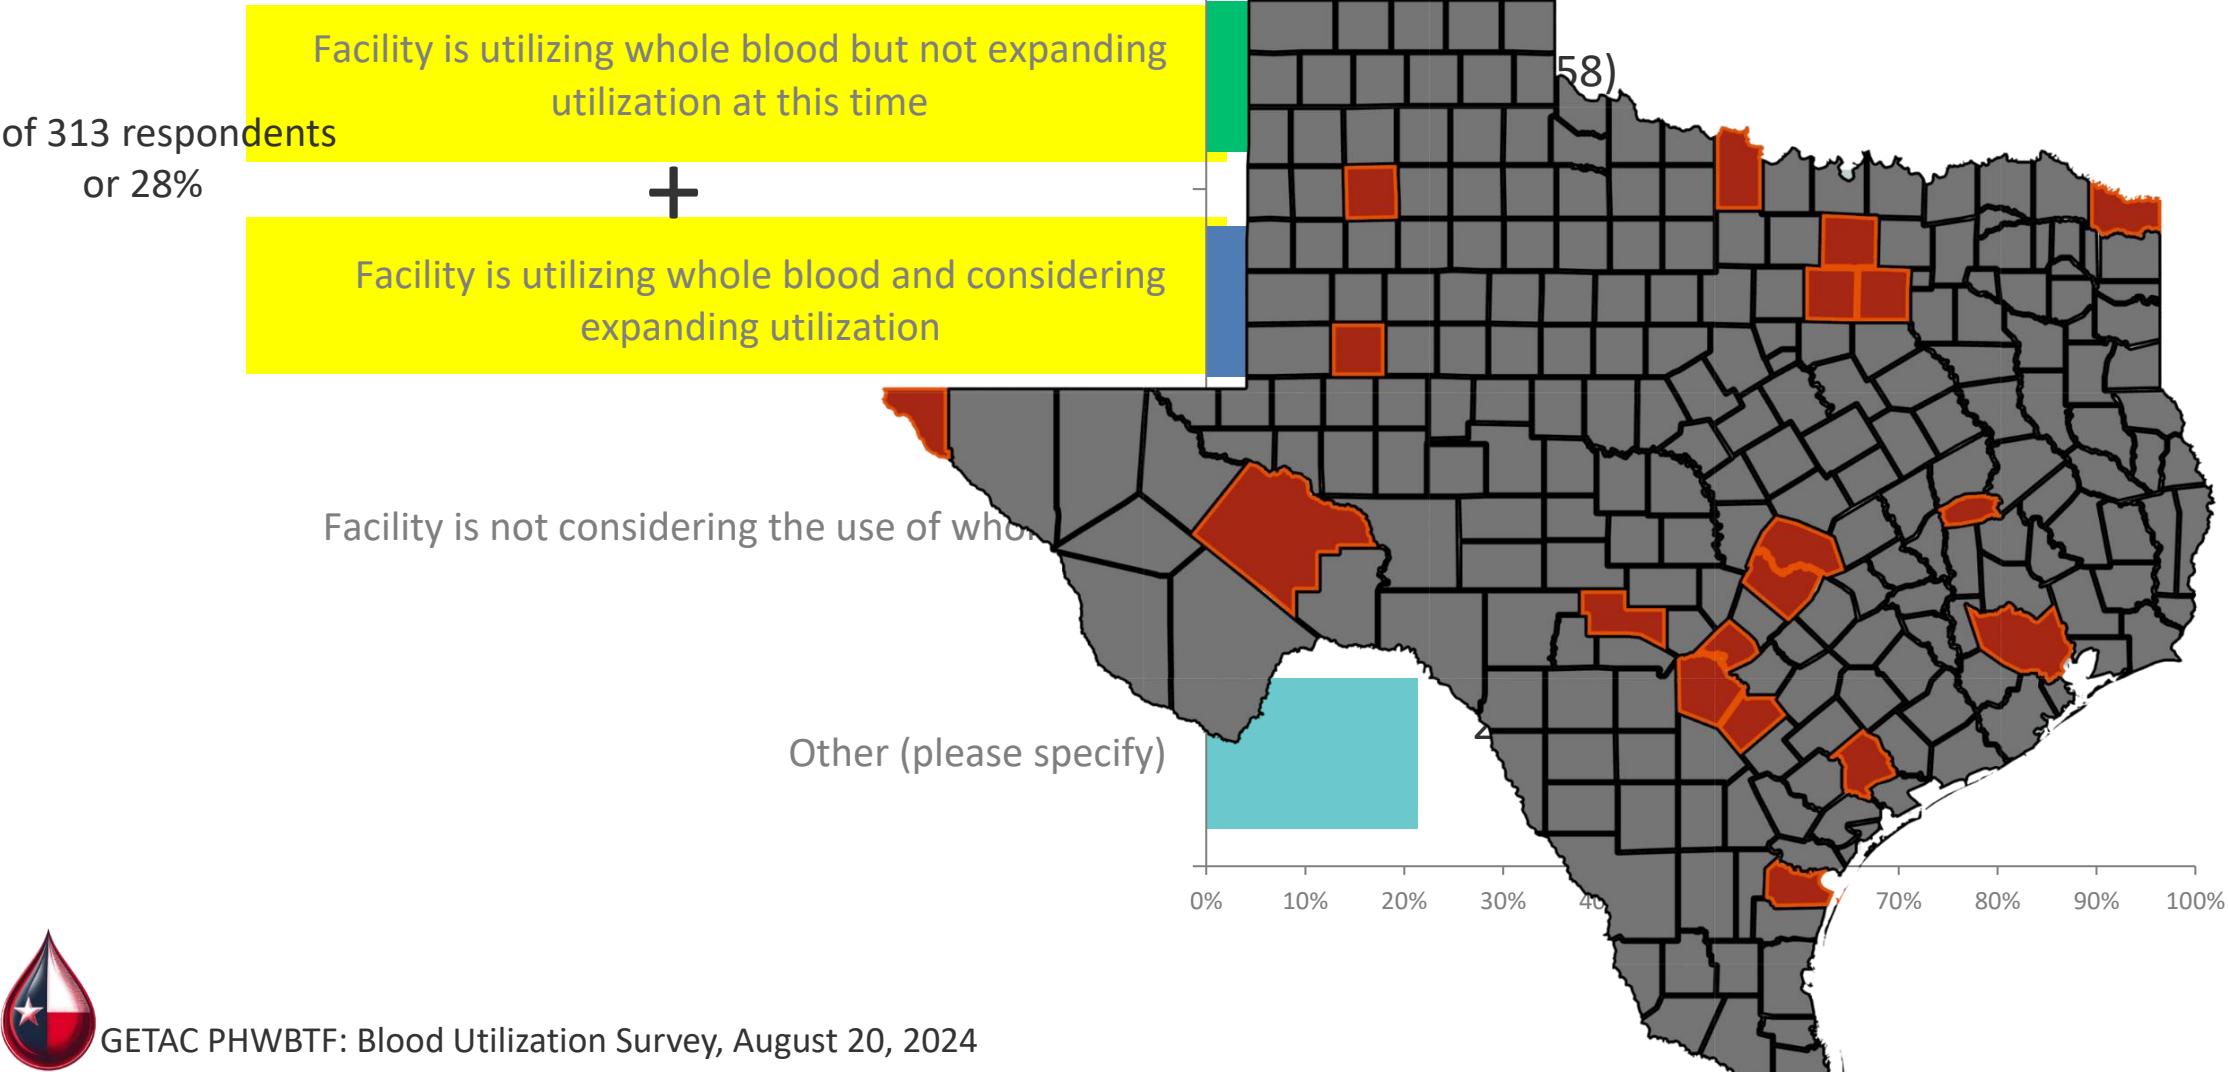 Facility is utilizing whole blood but not expanding
utilization at this time
58)
of 313 respondents
or 28%
+
Facility is utilizing whole blood and considering
expanding utilization
Facility is not considering the use of
Other (please specify)
0% 10% 20% 30% 70% 80% 90% 100%
GETAC PHWBTF: Blood Utilization Survey, August 20, 2024